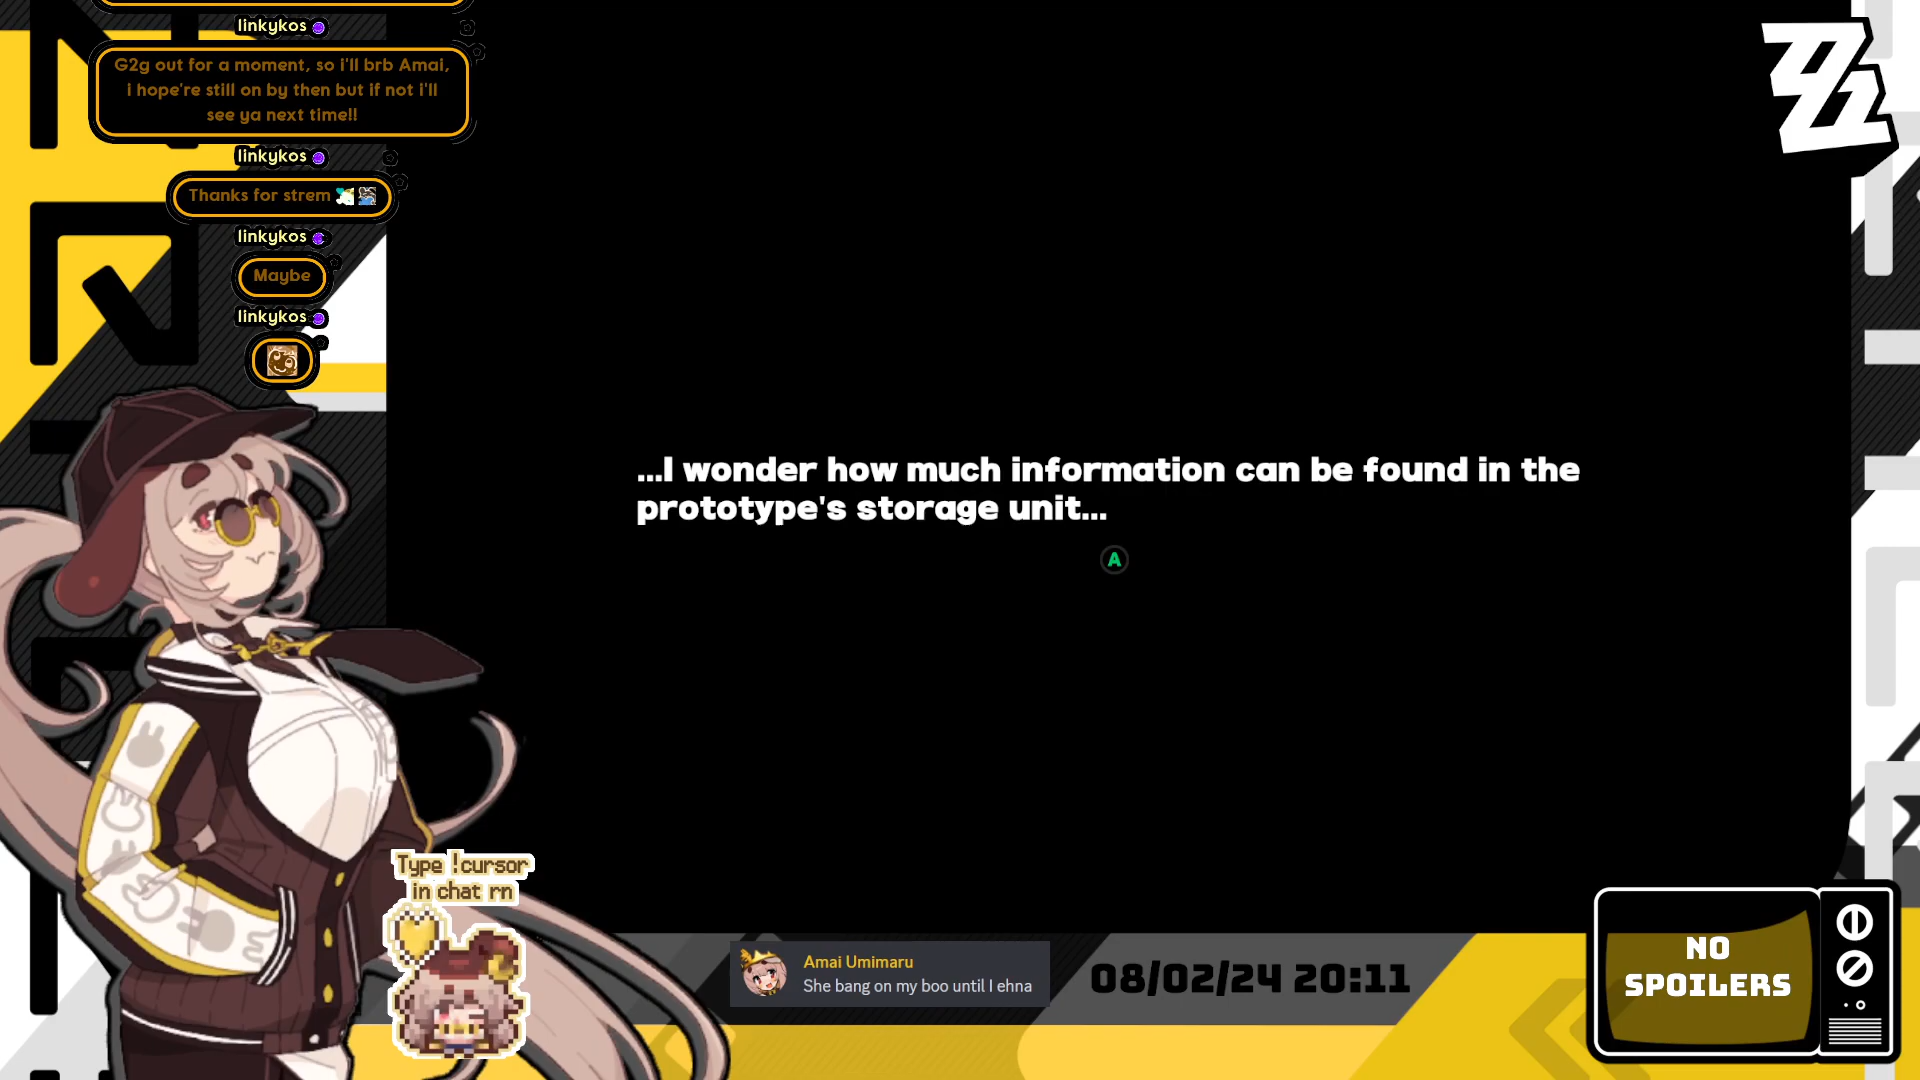 linkykos
G2g out for a moment, so i'll brb Amai,
i hope're still on by then but if not i'll
see ya next time!!
linkykos
Thanks for strem
linkykos
Maybe
linkykos
...I wonder how much information can be found in the
prototype's storage unit...
A
Type !cursor
in chat rn
Amai Umimaru
She bang on my boo until I ehna
08/02/24 20:11
NO
SPOILERS